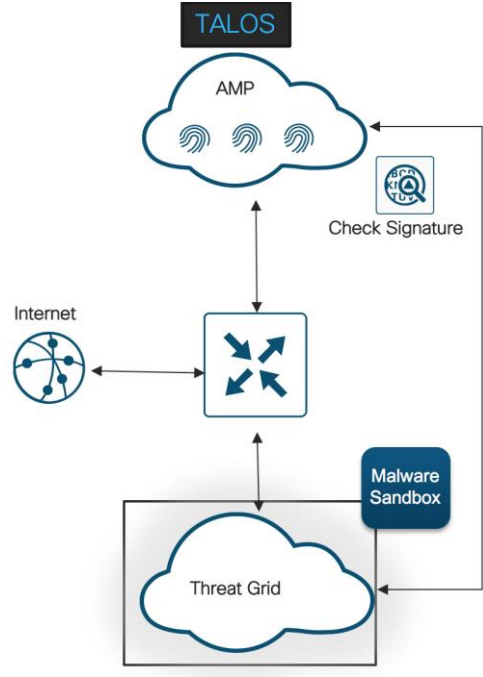 TALOS
AMP
Check Signature
Internet
Malware
Sandbox
Threat Grid